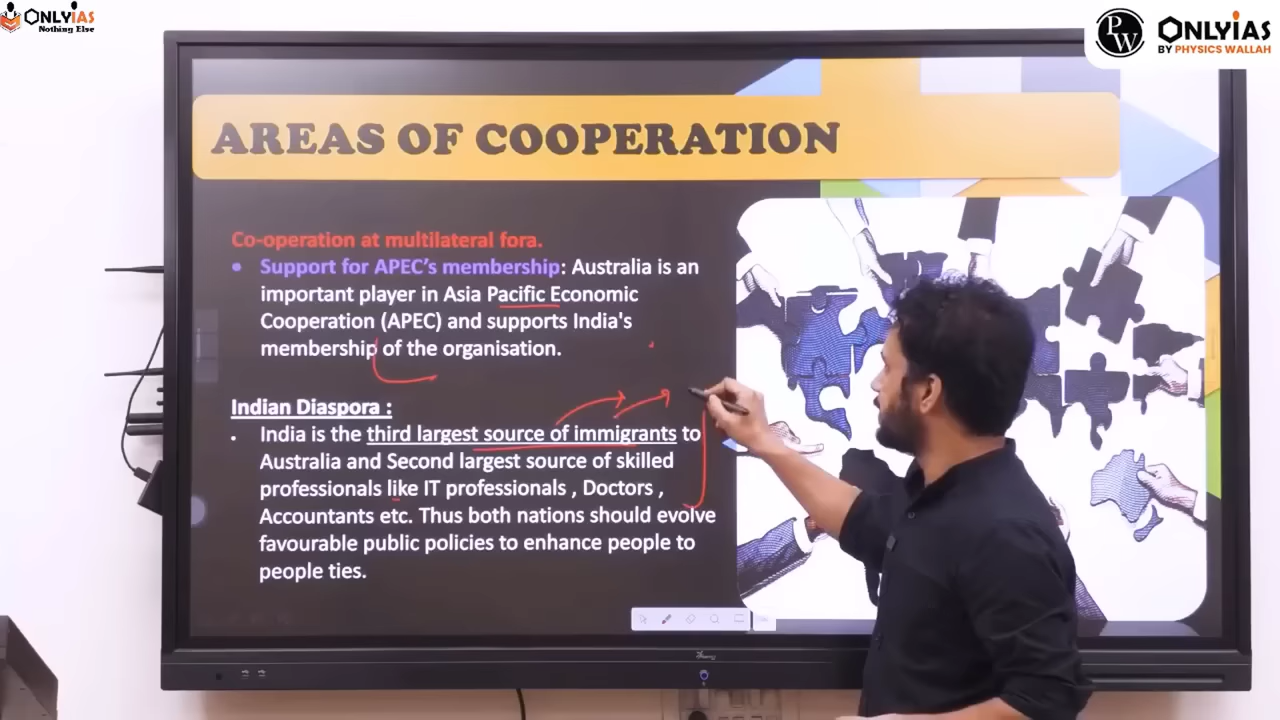 ONLYIAS
Nothing Else
PW
ONLYIAS
BY PHYSICS WALLAH
AREAS OF COOPERATION
Co-operation at multilateral fora.
• Support for APEC's membership: Australia is an
important player in Asia Pacific Economic
Cooperation (APEC) and supports India's
membership of the organisation.
Indian Diaspora :
• India is the third largest source of immigrants to
Australia and Second largest source of skilled
professionals like IT professionals , Doctors ,
Accountants etc. Thus both nations should evolve
favourable public policies to enhance people to
people ties.